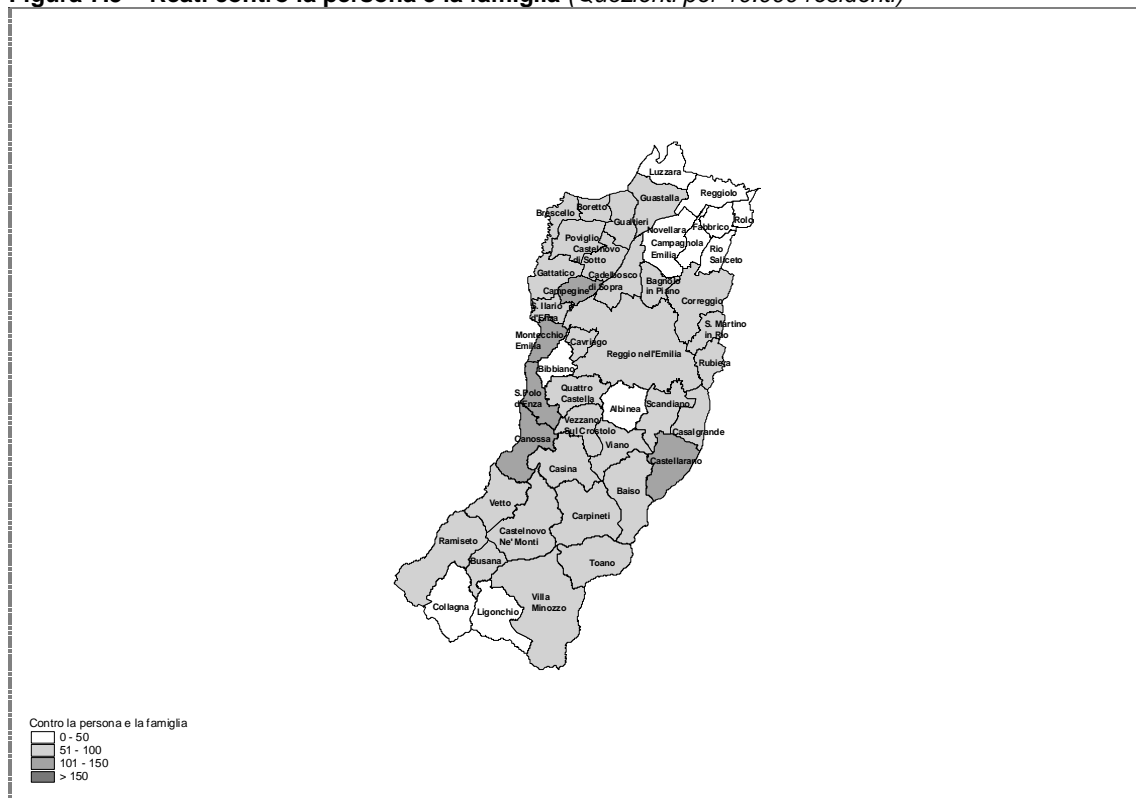 Luzzara
Reggiolo
Guastalla
Rolo
Boretto
Brescello
Gualtieri
Fabbrico
Novellara
Poviglio
Campagnola
Emilia
Castelnovo
di Sotto
Rio
Saliceto
Gattatico
Cadelbosco
di Sopra
Bagnolo
in Piano
Campegine
Correggio
S. Ilario
d'Enza
S. Martino
in Rio
Montecchio
Emilia
Cavriago
Reggio nell'Emilia
Rubiera
Bibbiano
Quattro
Castella
S.Polo
d'Enza
Albinea
Scandiano
Vezzano
Sul Crostolo
Casalgrande
Canossa
Viano
Castellarano
Casina
Baiso
Vetto
Carpineti
Castelnovo
Ne' Monti
Ramiseto
Busana
Toano
Villa
Minozzo
Collagna
Ligonchio
Contro la persona e la famiglia
0 - 50
51 - 100
101 - 150
> 150